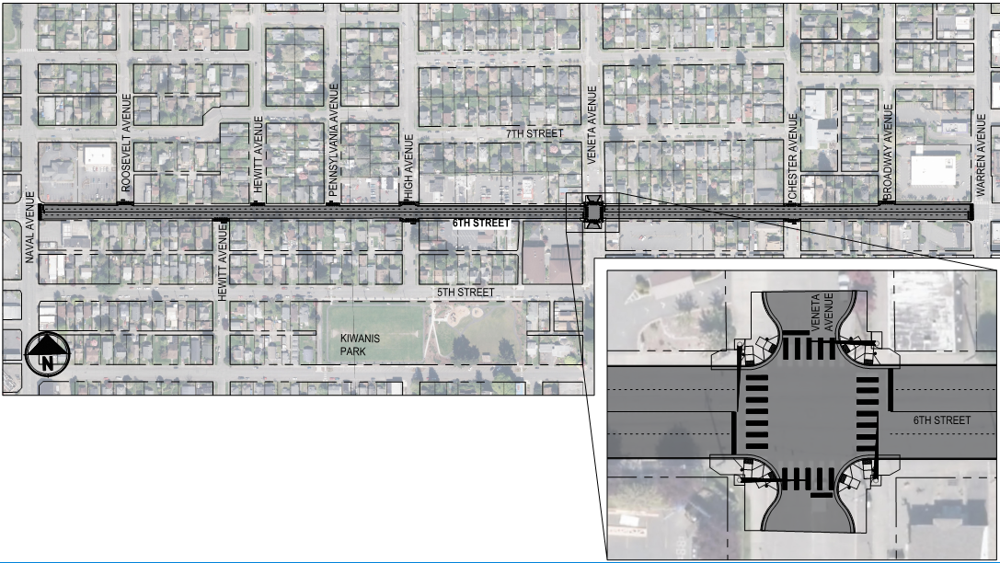 ROOSEVELT AVENUE
HEWITT AVENUE
PENNSYLVANIA AVENUE
HIGH AVENUE
7TH STREET
VENETA AVENUE
CHESTER AVENUE
BROADWAY AVENUE
WARREN AVENUE
NAVAL AVENUE
HEWITT AVENUE
6TH STREET
5TH STREET
KIWANIS
PARK
N
VENETA
AVENUE
6TH STREET